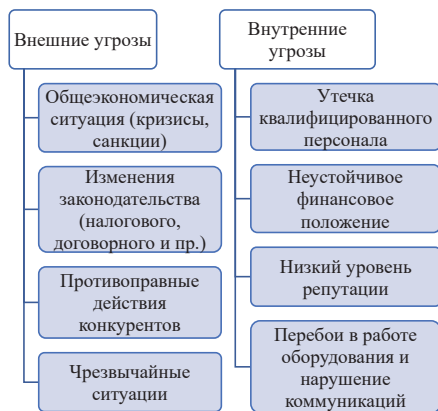 Внешние угрозы
Общеэкономическая
ситуация (кризисы,
санкции)
Изменения
законодательства
(налогового,
договорного и пр.)
Противоправные
действия
конкурентов
Чрезвычайные
ситуации
Внутренние
угрозы
Утечка
квалифицированного
персонала
Неустойчивое
финансовое
положение
Низкий уровень
репутации
Перебои в работе
оборудования и
нарушение
коммуникаций